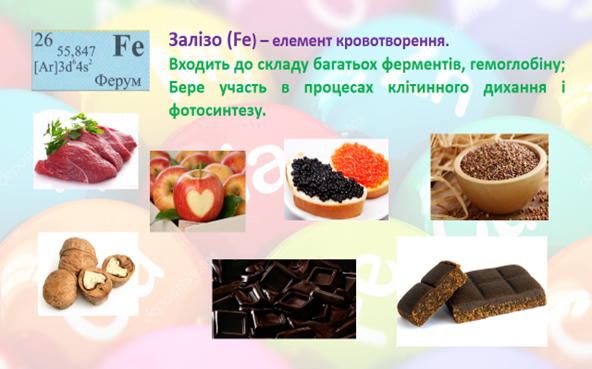 26
55,847 Fe
[Ar]3d⁶4s²
Ферум
Залізо (Fe) – елемент кровотворення.
Входить до складу багатьох ферментів, гемоглобіну;
Бере участь в процесах клітинного дихання і
фотосинтезу.